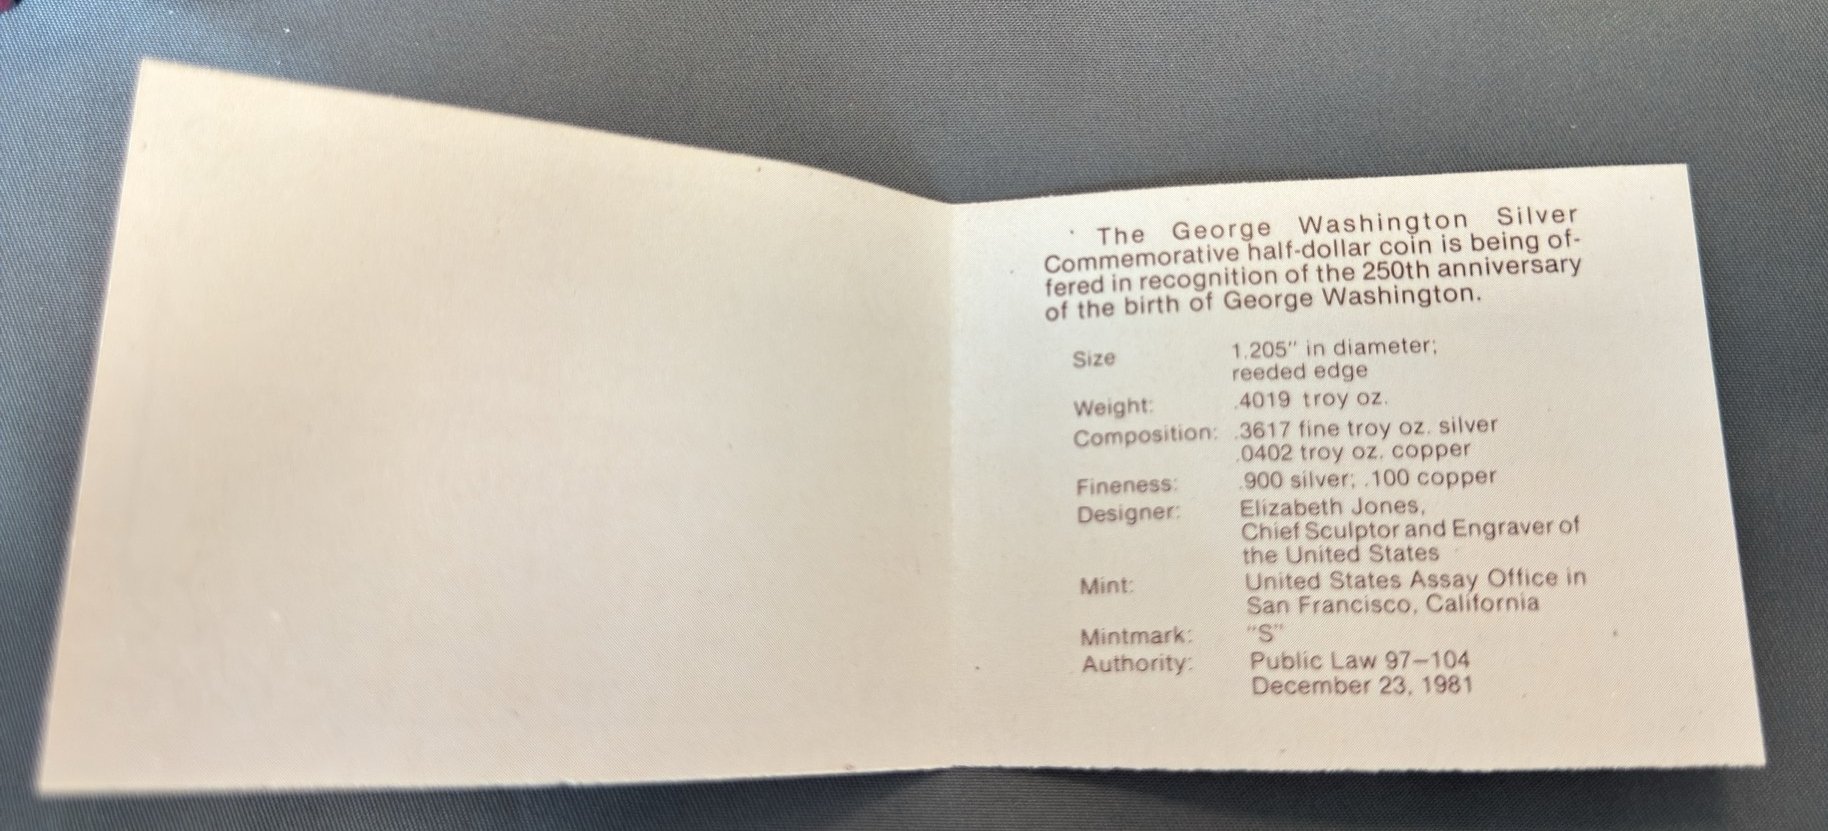 The George Washington Silver
Commemorative half-dollar coin is being of-
fered in recognition of the 250th anniversary
of the birth of George Washington.
Size 1.205" in diameter;
reeded edge
Weight: .4019 troy oz.
Composition: .3617 fine troy oz. silver
.0402 troy oz. copper
Fineness: .900 silver; .100 copper
Designer: Elizabeth Jones,
Chief Sculptor and Engraver of
the United States
Mint: United States Assay Office in
San Francisco, California
Mintmark: "S"
Authority: Public Law 97–104
December 23, 1981